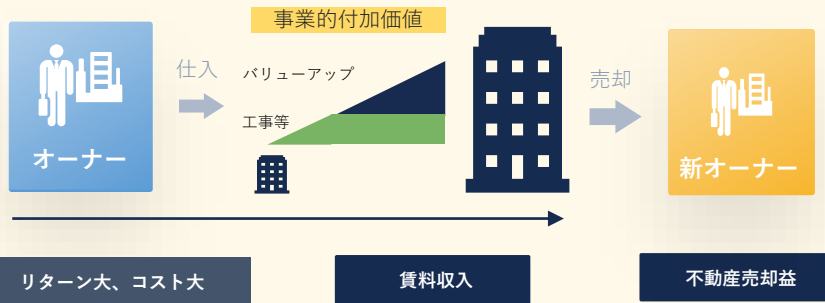 事業的付加価値
仕入
バリューアップ
売却
工事等
オーナー
新オーナー
リターン大、コスト大
賃料収入
不動産売却益